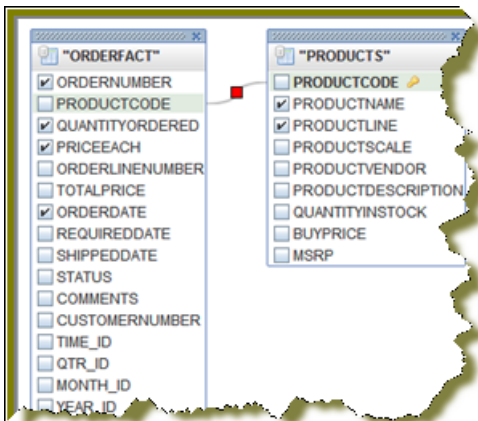 "ORDERFACT"
ORDERNUMBER
PRODUCTCODE
QUANTITYORDERED
PRICEEACH
ORDERLINENUMBER
TOTALPRICE
ORDERDATE
REQUIREDDATE
SHIPPEDDATE
STATUS
COMMENTS
CUSTOMERNUMBER
TIME_ID
QTR_ID
MONTH_ID
YEAR_ID
"PRODUCTS"
PRODUCTCODE
PRODUCTNAME
PRODUCTLINE
PRODUCTSCALE
PRODUCTVENDOR
PRODUCTDESCRIPTION
QUANTITYINSTOCK
BUYPRICE
MSRP